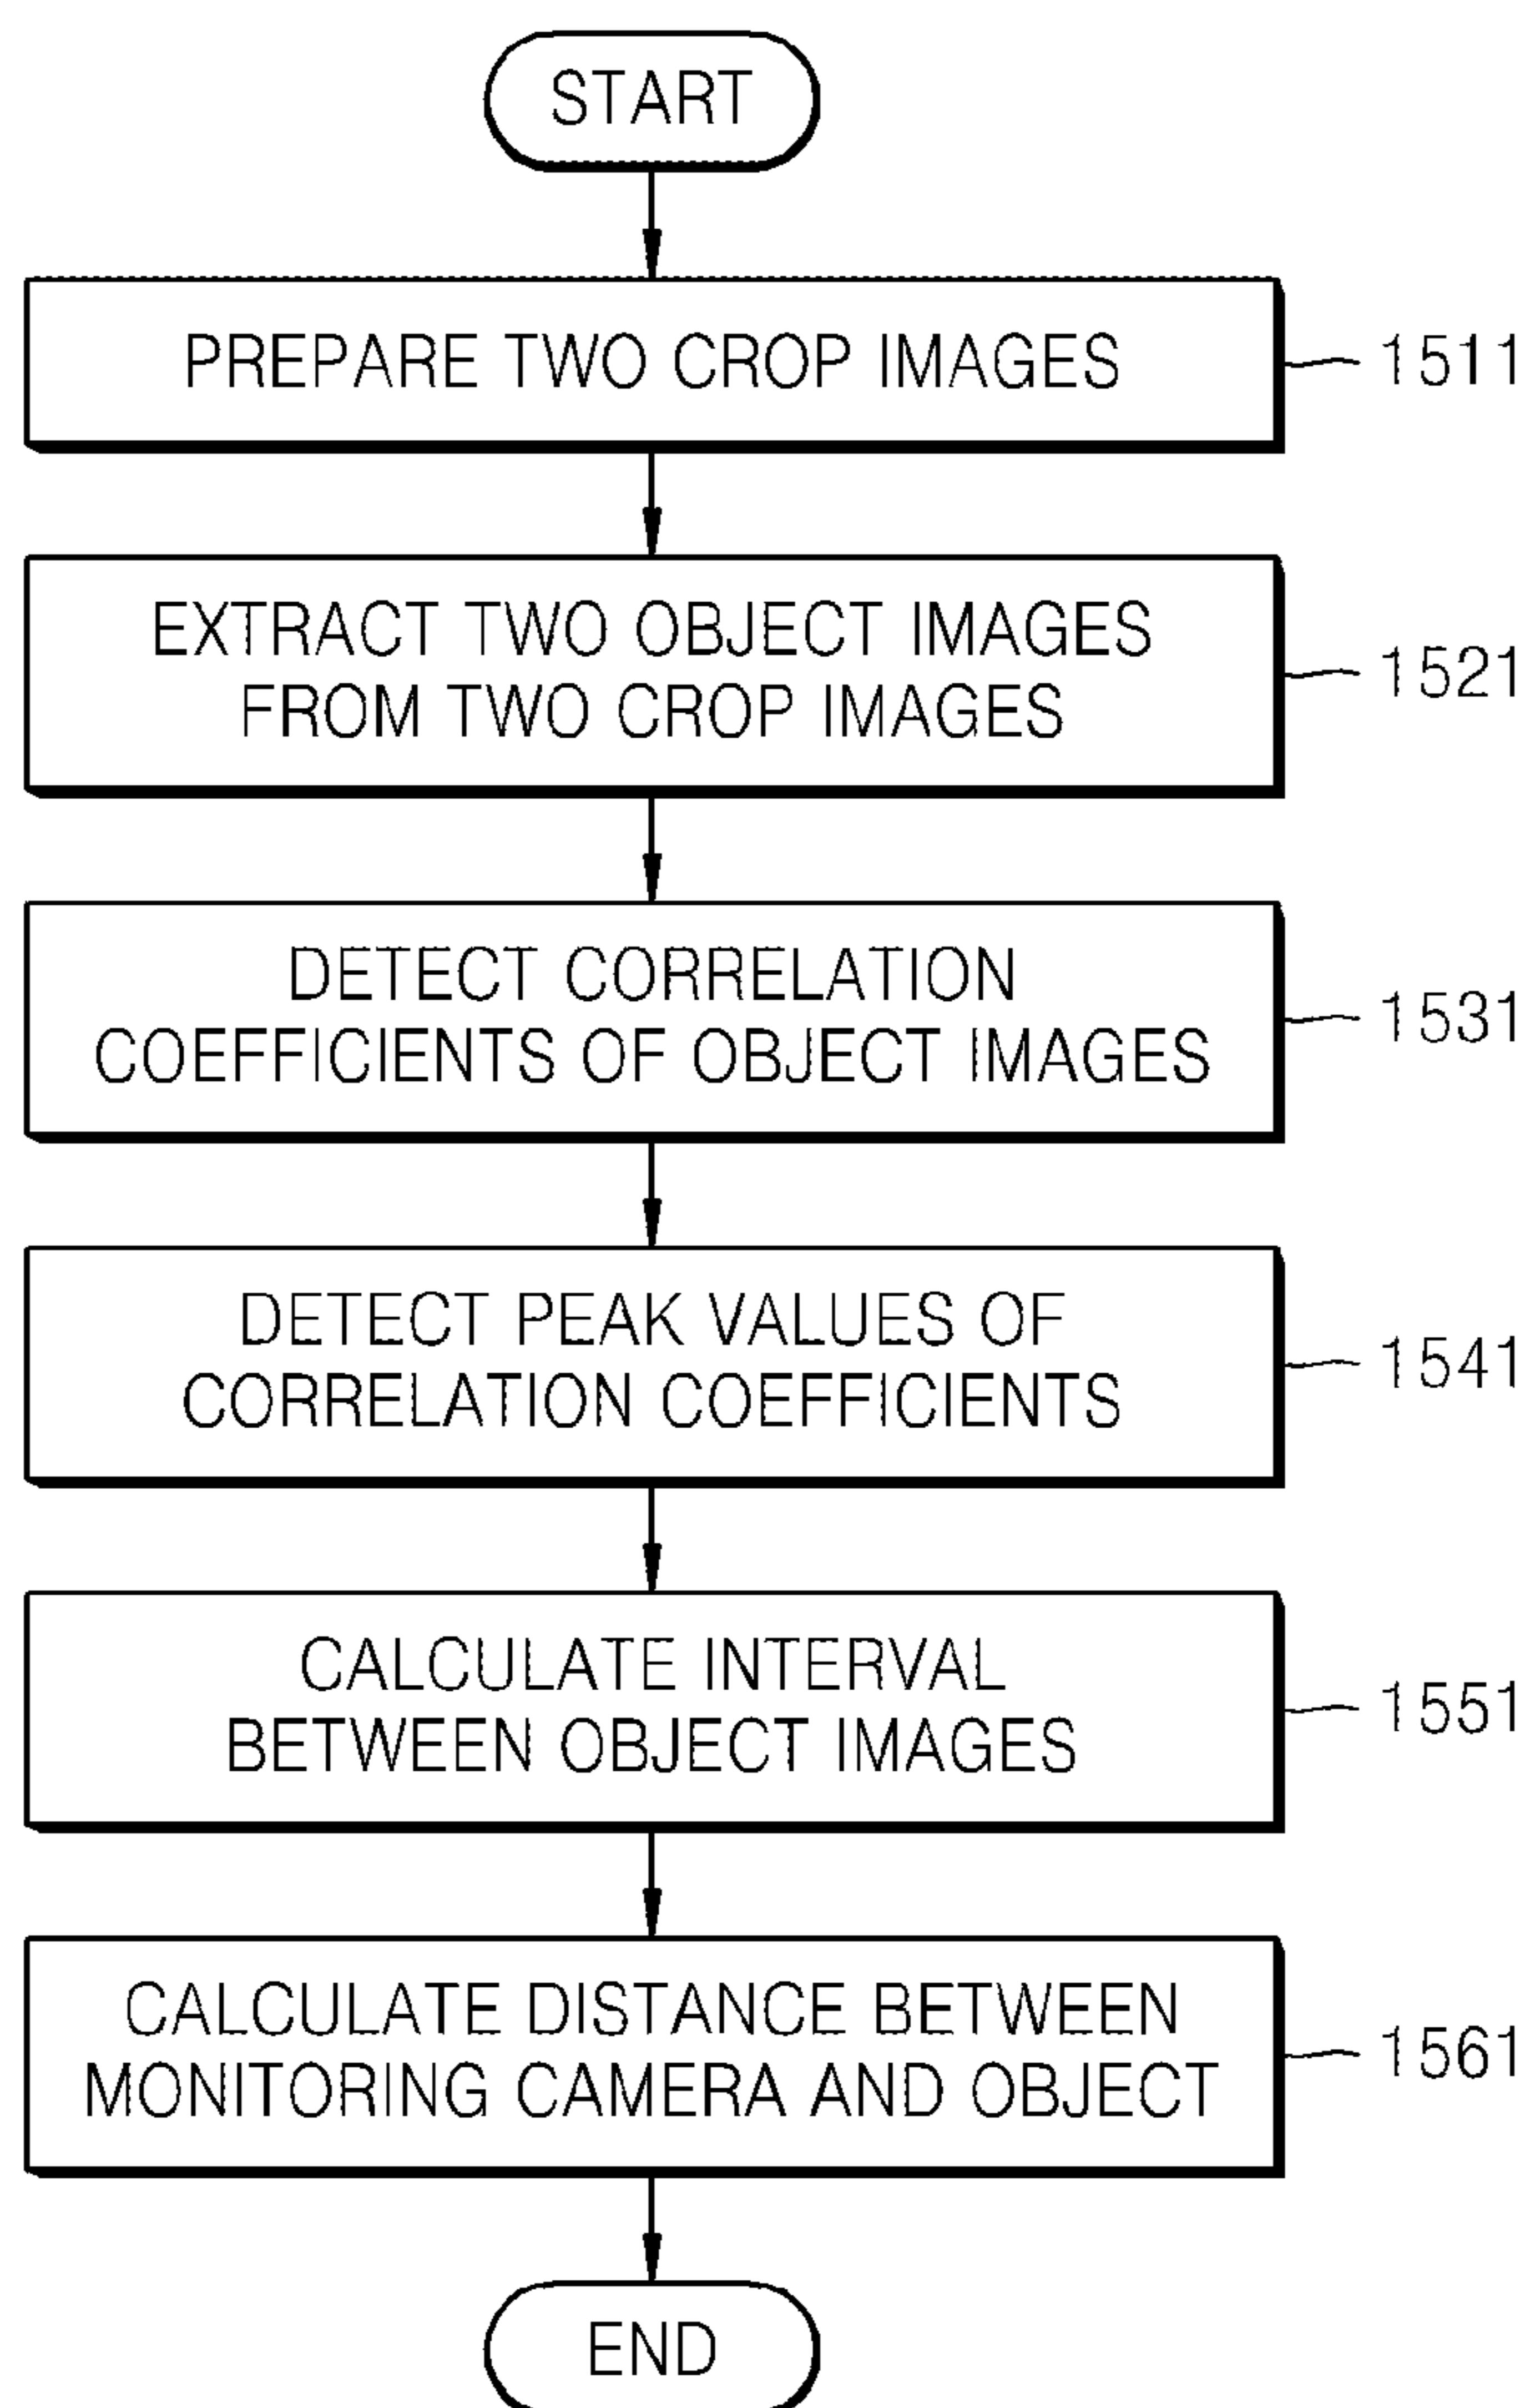 START
PREPARE TWO CROP IMAGES
1511
EXTRACT TWO OBJECT IMAGES
FROM TWO CROP IMAGES
1521
DETECT CORRELATION
COEFFICIENTS OF OBJECT IMAGES
1531
DETECT PEAK VALUES OF
CORRELATION COEFFICIENTS
1541
CALCULATE INTERVAL
BETWEEN OBJECT IMAGES
1551
CALCULATE DISTANCE BETWEEN
MONITORING CAMERA AND OBJECT
1561
END